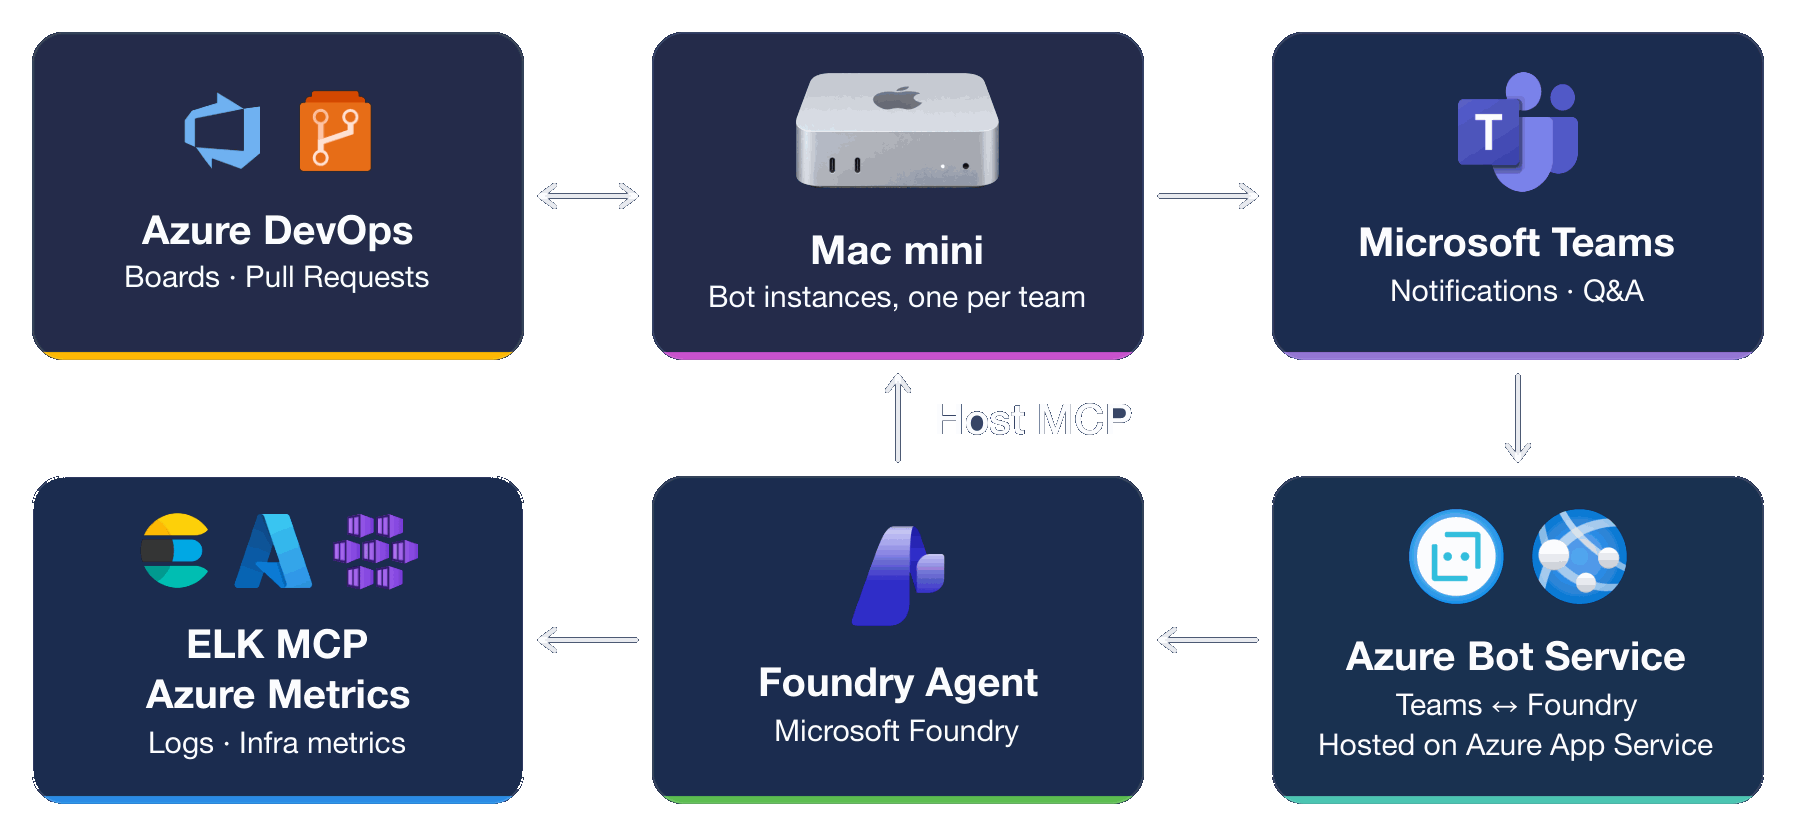 Azure DevOps
Boards · Pull Requests
Mac mini
Bot instances, one per team
T
Microsoft Teams
Notifications · Q&A
Host MCP
ELK MCP
Azure Metrics
Logs · Infra metrics
Foundry Agent
Microsoft Foundry
Azure Bot Service
Teams ↔ Foundry
Hosted on Azure App Service